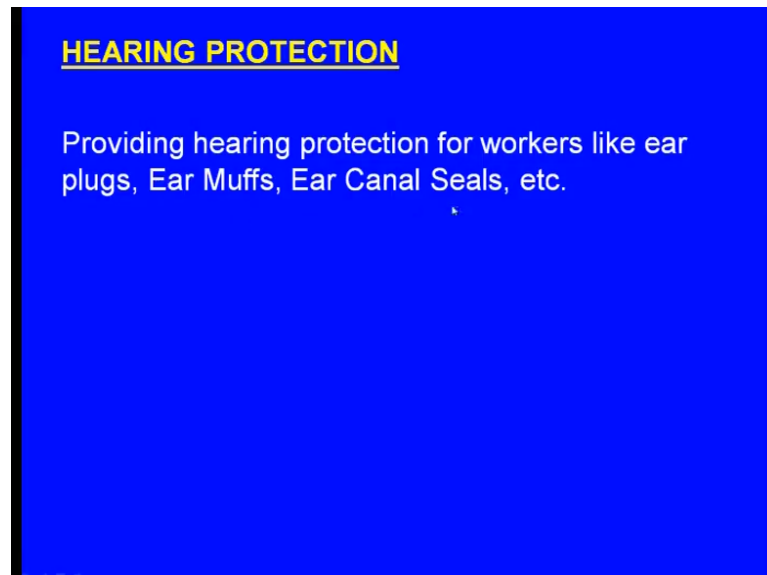 HEARING PROTECTION
Providing hearing protection for workers like ear
plugs, Ear Muffs, Ear Canal Seals, etc.